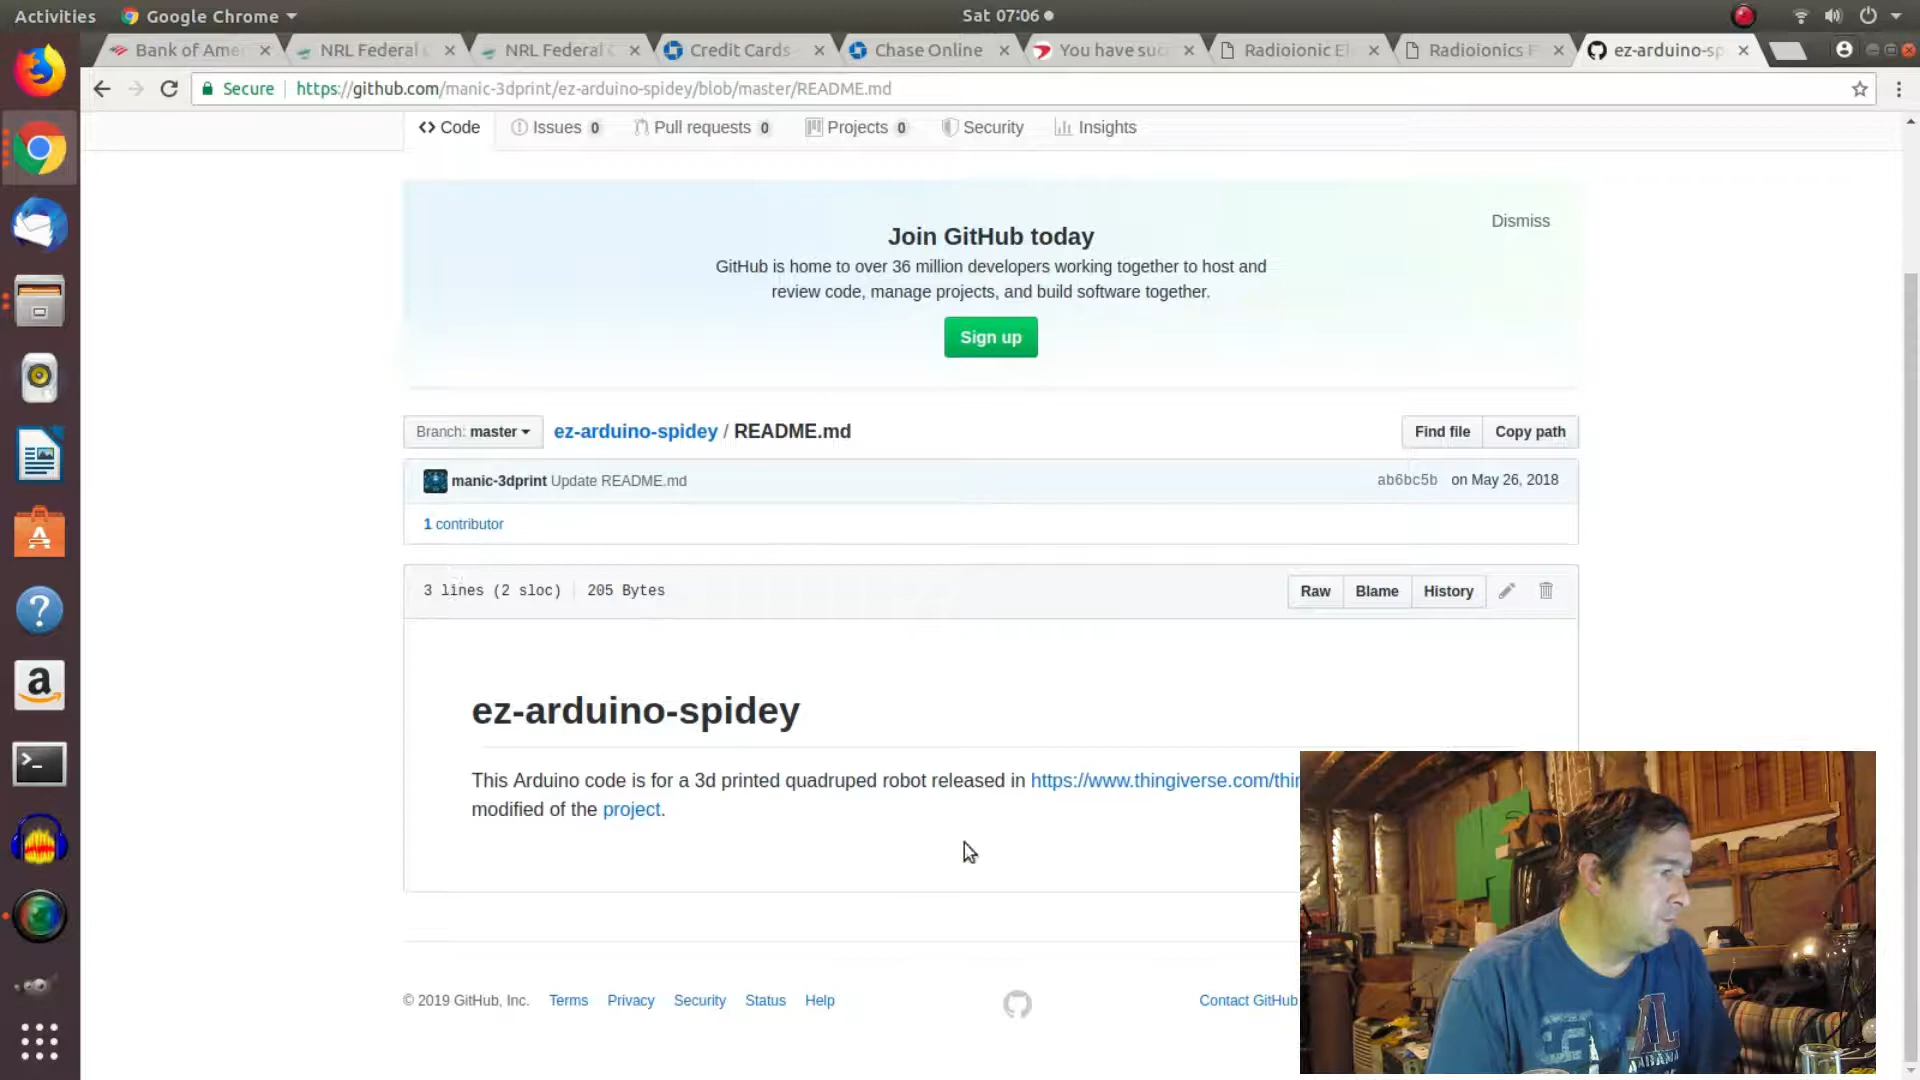 Activities Google Chrome Sat 07:06
Bank of Ame NRL Federal NRL Federal Credit Cards Chase Online You have suc Radioionic El Radioionics F ez-arduino-sp
Secure https://github.com/manic-3dprint/ez-arduino-spidey/blob/master/README.md
Code Issues 0 Pull requests 0 Projects 0 Security Insights
Dismiss
Join GitHub today
GitHub is home to over 36 million developers working together to host and
review code, manage projects, and build software together.
Sign up
Branch: master ez-arduino-spidey / README.md Find file Copy path
manic-3dprint Update README.md ab6bc5b on May 26, 2018
1 contributor
3 lines (2 sloc) 205 Bytes Raw Blame History
ez-arduino-spidey
This Arduino code is for a 3d printed quadruped robot released in https://www.thingiverse.com/thin
modified of the project.
© 2019 GitHub, Inc. Terms Privacy Security Status Help Contact GitHub